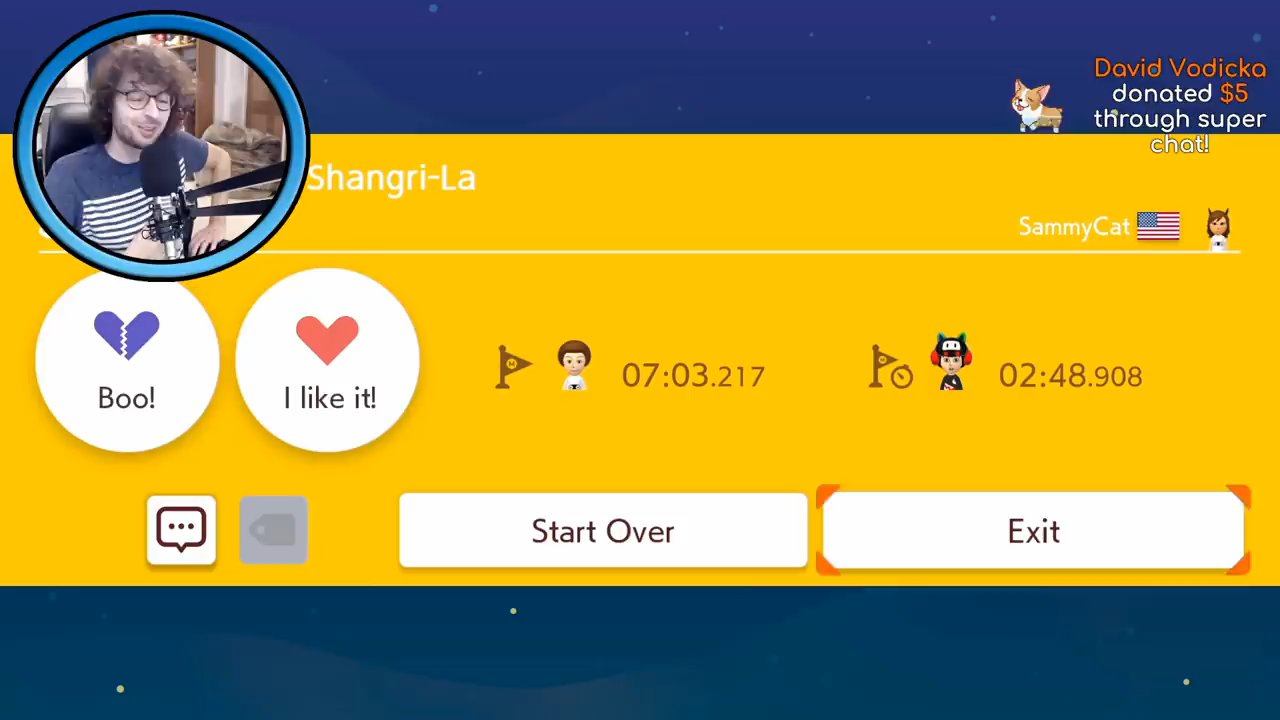 David Vodicka
donated $5
through super
chat!
Shangri-La
SammyCat
Boo!
I like it!
M
07:03.217
M
02:48.908
Start Over
Exit